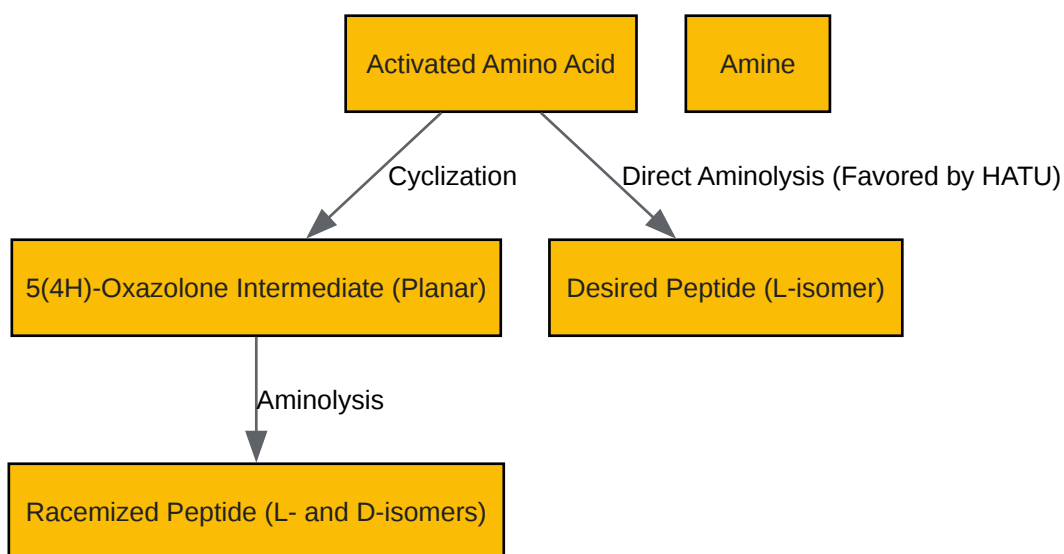 Activated Amino Acid
Amine
Cyclization
Direct Aminolysis (Favored by HATU)
5(4H)-Oxazolone Intermediate (Planar)
Desired Peptide (L-isomer)
Aminolysis
Racemized Peptide (L- and D-isomers)